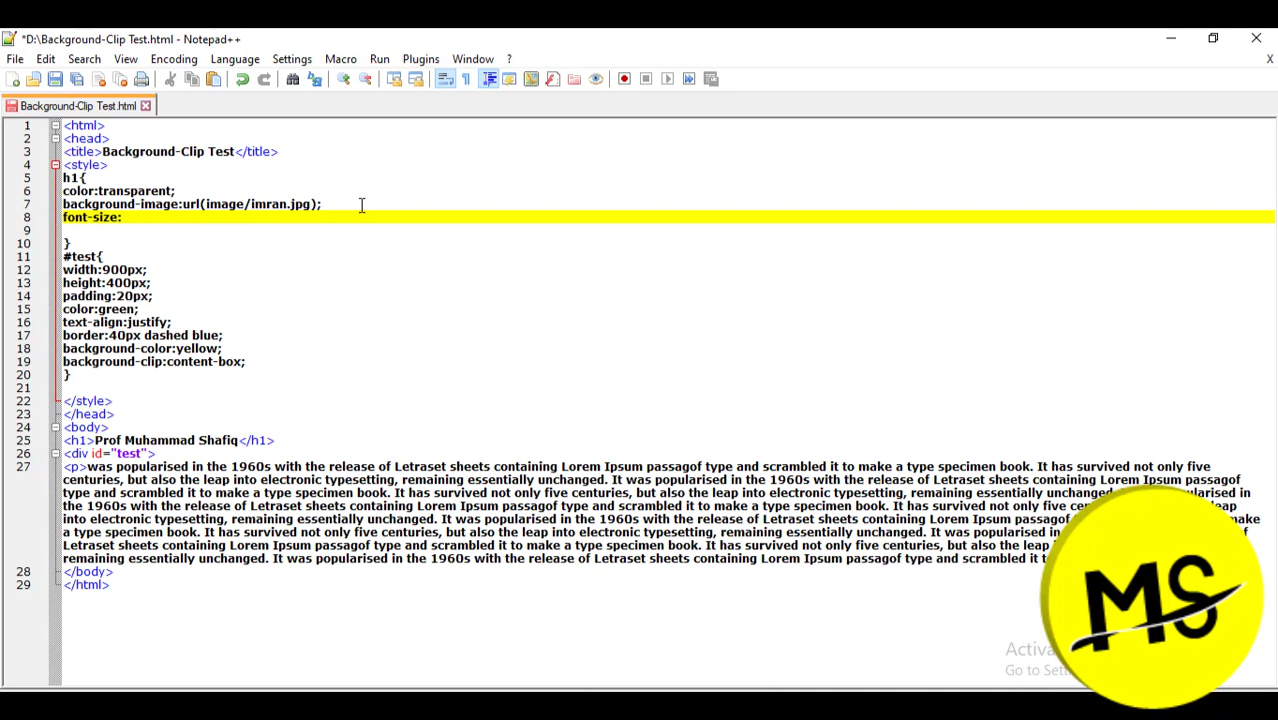 *D:\Background-Clip Test.html - Notepad++
File Edit Search View Encoding Language Settings Macro Run Plugins Window ? X
Background-Clip Test.html
1 <html>
2 <head>
3 <title>Background-Clip Test</title>
4 <style>
5 h1{
6 color:transparent;
7 background-image:url(image/imran.jpg);
8 font-size:
9
10 }
11 #test{
12 width:900px;
13 height:400px;
14 padding:20px;
15 color:green;
16 text-align:justify;
17 border:40px dashed blue;
18 background-color:yellow;
19 background-clip:content-box;
20 }
21
22 </style>
23 </head>
24 <body>
25 <h1>Prof Muhammad Shafiq</h1>
26 <div id="test">
27 <p>was popularised in the 1960s with the release of Letraset sheets containing Lorem Ipsum passagof type and scrambled it to make a type specimen book. It has survived not only five
centuries, but also the leap into electronic typesetting, remaining essentially unchanged. It was popularised in the 1960s with the release of Letraset sheets containing Lorem Ipsum passagof
type and scrambled it to make a type specimen book. It has survived not only five centuries, but also the leap into electronic typesetting, remaining essentially unchanged
the 1960s with the release of Letraset sheets containing Lorem Ipsum passagof type and scrambled it to make a type specimen book. It has survived not only five
into electronic typesetting, remaining essentially unchanged. It was popularised in the 1960s with the release of Letraset sheets containing Lorem Ipsum passagof
a type specimen book. It has survived not only five centuries, but also the leap into electronic typesetting, remaining essentially unchanged. It was popularised in
Letraset sheets containing Lorem Ipsum passagof type and scrambled it to make a type specimen book. It has survived not only five centuries, but also the leap
remaining essentially unchanged. It was popularised in the 1960s with the release of Letraset sheets containing Lorem Ipsum passagof type and scrambled it
28 </body>
29 </html>
MS
Go to